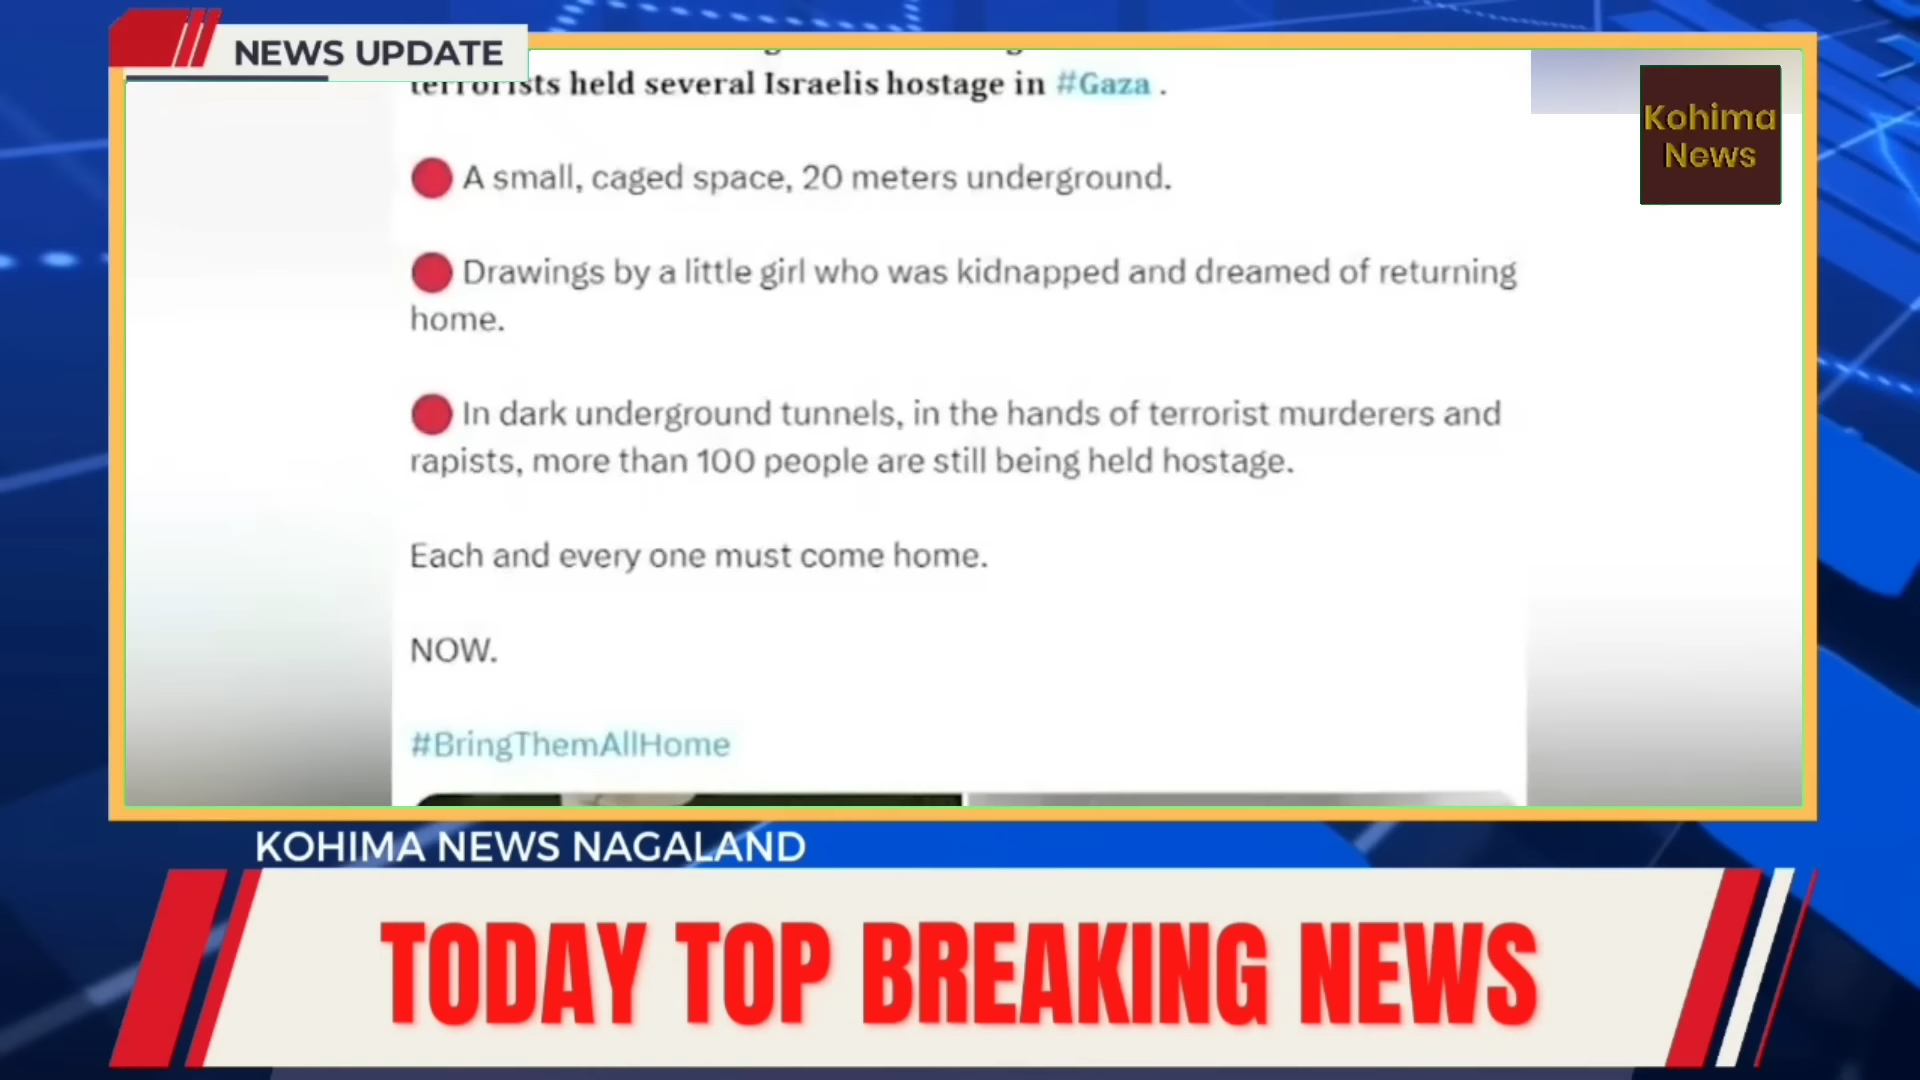 NEWS UPDATE
terrorists held several Israelis hostage in #Gaza .
Kohima
News
🔴 A small, caged space, 20 meters underground.
🔴 Drawings by a little girl who was kidnapped and dreamed of returning
home.
🔴 In dark underground tunnels, in the hands of terrorist murderers and
rapists, more than 100 people are still being held hostage.
Each and every one must come home.
NOW.
#BringThemAllHome
KOHIMA NEWS NAGALAND
TODAY TOP BREAKING NEWS